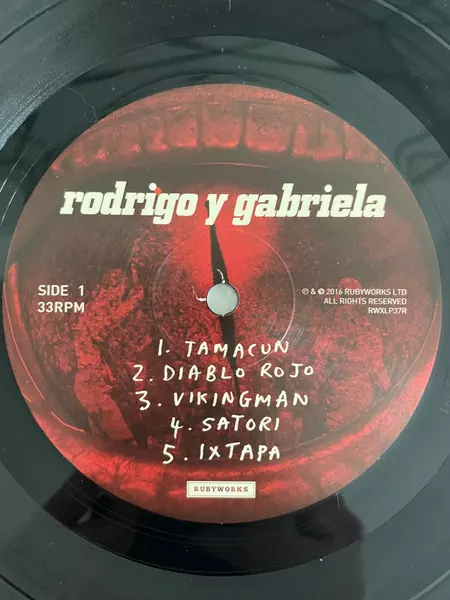 rodrigo y gabriela
SIDE 1
33RPM
℗ & © 2016 RUBYWORKS LTD
ALL RIGHTS RESERVED
RWXLP37R
1. TAMACUN
2. DIABLO ROJO
3. VIKINGMAN
4. SATORI
5. IXTAPA
RUBYWORKS